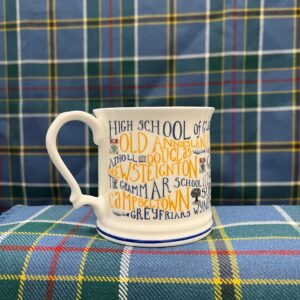 HIGH SCHOOL of G
OLD ANNIESLAND
ATHOLL DOUGLAS
NEWSTEIGNTON
THE GRAMMAR SCHOOL
CAMPBELTOWN
GREYFRIARS